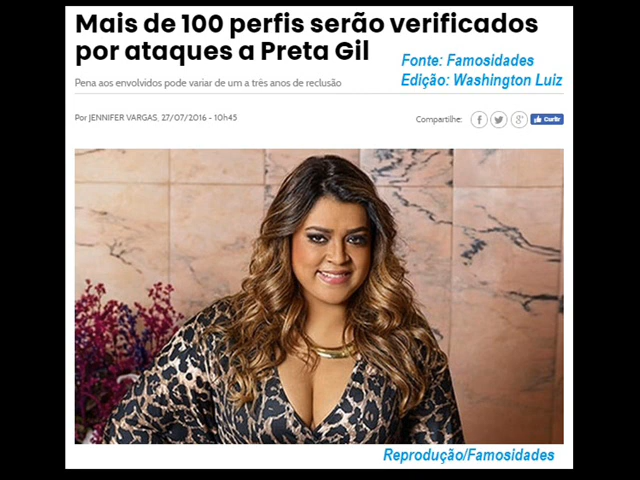 Mais de 100 perfis serão verificados
por ataques a Preta Gil
Fonte: Famosidades
Edição: Washington Luiz
Pena aos envolvidos pode variar de um a três anos de reclusão
Por JENNIFER VARGAS, 27/07/2016 - 10h45
Compartilhe:
Curtir
Reprodução/Famosidades